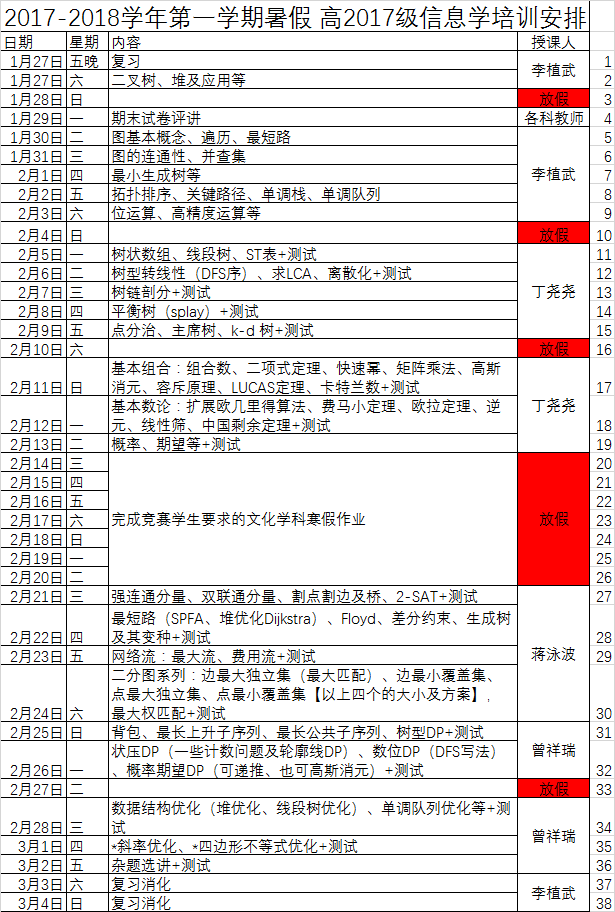 2017-2018学年第一学期暑假 高2017级信息学培训安排
日期 星期 内容 授课人
1月27日 五晚 复习 李植武 1
1月27日 六 二叉树、堆及应用等 2
1月28日 日 放假 3
1月29日 一 期末试卷评讲 各科教师 4
1月30日 二 图基本概念、遍历、最短路 李植武 5
1月31日 三 图的连通性、并查集 6
2月1日 四 最小生成树等 7
2月2日 五 拓扑排序、关键路径、单调栈、单调队列 8
2月3日 六 位运算、高精度运算等 9
2月4日 日 放假 10
2月5日 一 树状数组、线段树、ST表+测试 丁尧尧 11
2月6日 二 树型转线性（DFS序）、求LCA、离散化+测试 12
2月7日 三 树链剖分+测试 13
2月8日 四 平衡树（splay）+测试 14
2月9日 五 点分治、主席树、k-d 树+测试 15
2月10日 六 放假 16
基本组合：组合数、二项式定理、快速幂、矩阵乘法、高斯
2月11日 日 消元、容斥原理、LUCAS定理、卡特兰数+测试 丁尧尧 17
基本数论：扩展欧几里得算法、费马小定理、欧拉定理、逆
2月12日 一 元、线性筛、中国剩余定理+测试 18
2月13日 二 概率、期望等+测试 19
2月14日 三 完成竞赛学生要求的文化学科寒假作业 放假 20
2月15日 四 21
2月16日 五 22
2月17日 六 23
2月18日 日 24
2月19日 一 25
2月20日 二 26
2月21日 三 强连通分量、双联通分量、割点割边及桥、2-SAT+测试 蒋泳波 27
最短路（SPFA、堆优化Dijkstra）、Floyd、差分约束、生成树
2月22日 四 及其变种+测试 28
2月23日 五 网络流：最大流、费用流+测试 29
二分图系列：边最大独立集（最大匹配）、边最小覆盖集、
点最大独立集、点最小覆盖集【以上四个的大小及方案】，
2月24日 六 最大权匹配+测试 30
2月25日 日 背包、最长上升子序列、最长公共子序列、树型DP+测试 曾祥瑞 31
状压DP（一些计数问题及轮廓线DP）、数位DP（DFS写法）
2月26日 一 、概率期望DP（可递推、也可高斯消元）+测试 32
2月27日 二 放假 33
数据结构优化（堆优化、线段树优化）、单调队列优化等+测
2月28日 三 试 曾祥瑞 34
3月1日 四 *斜率优化、*四边形不等式优化+测试 35
3月2日 五 杂题选讲+测试 36
3月3日 六 复习消化 李植武 37
3月4日 日 复习消化 38